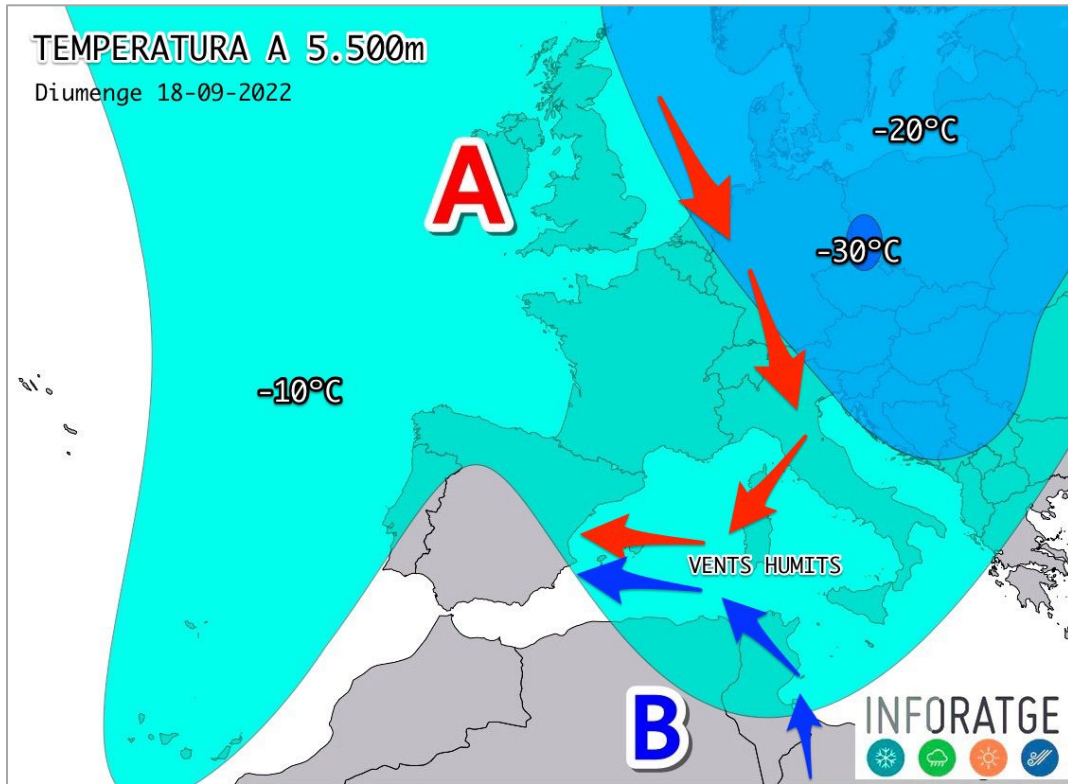 TEMPERATURA A 5.500m
Diumenge 18-09-2022
-20°C
A
-30°C
-10°C
VENTS HUMITS
B
INFORATGE